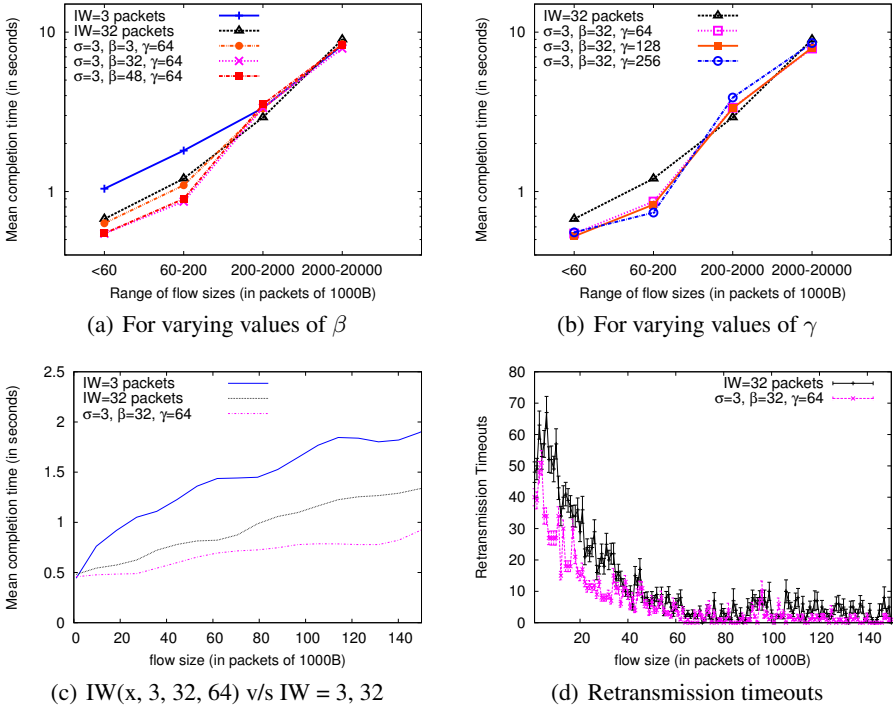 Mean completion time (in seconds)
10
1
IW=3 packets
IW=32 packets
σ=3, β=3, γ=64
σ=3, β=32, γ=64
σ=3, β=48, γ=64
<60 60-200 200-2000 2000-20000
Range of flow sizes (in packets of 1000B)
(a) For varying values of β
Mean completion time (in seconds)
10
1
IW=32 packets
σ=3, β=32, γ=64
σ=3, β=32, γ=128
σ=3, β=32, γ=256
<60 60-200 200-2000 2000-20000
Range of flow sizes (in packets of 1000B)
(b) For varying values of γ
Mean completion time (in seconds)
2.5
2
1.5
1
0.5
0
IW=3 packets
IW=32 packets
σ=3, β=32, γ=64
0 20 40 60 80 100 120 140
flow size (in packets of 1000B)
(c) IW(x, 3, 32, 64) v/s IW = 3, 32
Retransmission Timeouts
80
70
60
50
40
30
20
10
0
IW=32 packets
σ=3, β=32, γ=64
20 40 60 80 100 120 140
flow size (in packets of 1000B)
(d) Retransmission timeouts